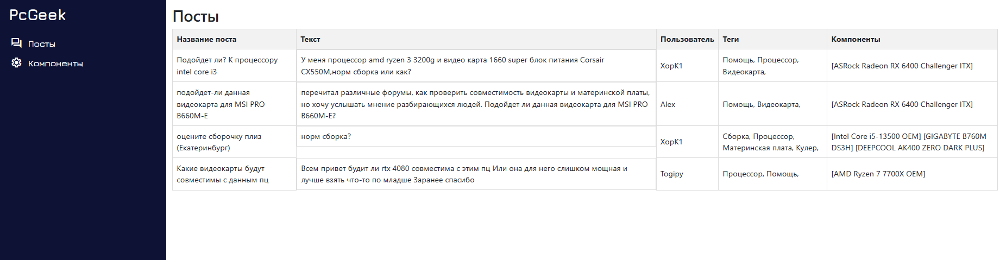 PcGeek
Посты
Компоненты
Посты
Название поста
Текст
Пользователь
Теги
Компоненты
Подойдет ли? К процессору
intel core i3
У меня процессор amd ryzen 3 3200g и видео карта 1660 super блок питания Corsair
CX550M,норм сборка или как?
ХорК1
Помощь, Процессор,
Видеокарта,
[ASRock Radeon RX 6400 Challenger ITX]
подойдет-ли данная
видеокарта для MSI PRO
B660M-E
перечитал различные форумы, как проверить совместимость видеокарты и материнской платы,
но хочу услышать мнение разбирающихся людей. Подойдет ли данная видеокарта для MSI PRO
B660M-E?
Alex
Помощь, Видеокарта,
[ASRock Radeon RX 6400 Challenger ITX]
оцените сборочку плиз
(Екатеринбург)
норм сборка?
ХорК1
Сборка, Процессор,
Материнская плата, Кулер,
[Intel Core i5-13500 OEM] [GIGABYTE B760M
DS3H] [DEEPCOOL AK400 ZERO DARK PLUS]
Какие видеокарты будут
совместимы с данным пц
Всем привет будит ли rtx 4080 совместима с этим пц Или она для него слишком мощная и
лучше взять что-то по младше Заранее спасибо
Togipy
Процессор, Помощь,
[AMD Ryzen 7 7700X OEM]